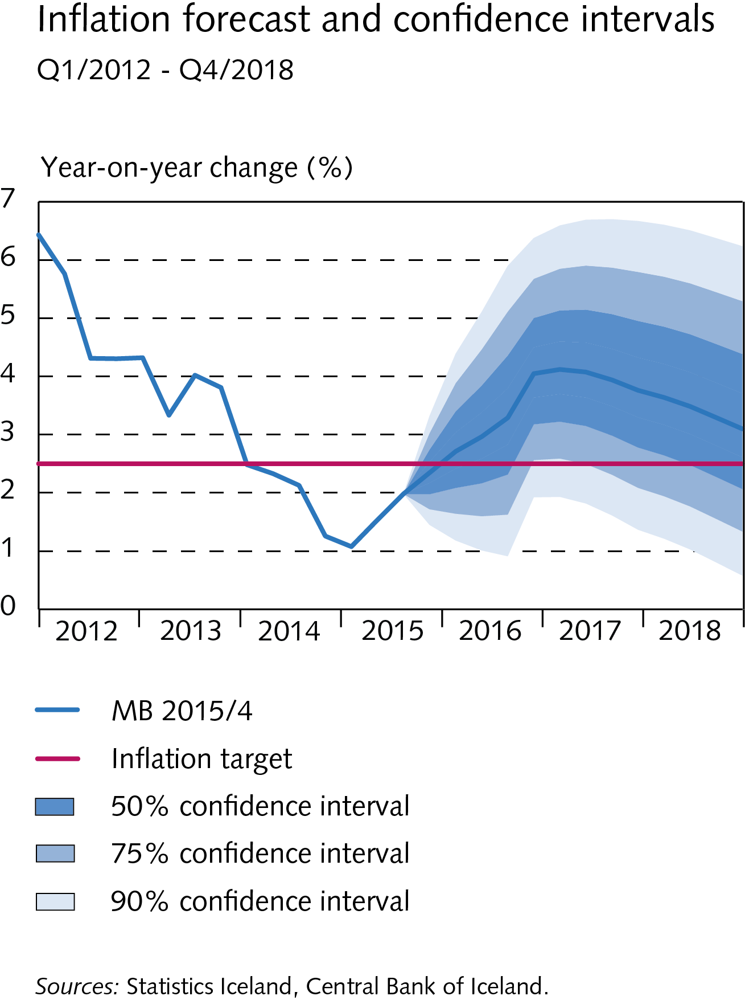 Inflation forecast and confidence intervals
Q1/2012 - Q4/2018
Year-on-year change (%)
7
6
5
4
3
2
1
0
2012 2013 2014 2015 2016 2017 2018
MB 2015/4
Inflation target
50% confidence interval
75% confidence interval
90% confidence interval
Sources: Statistics Iceland, Central Bank of Iceland.